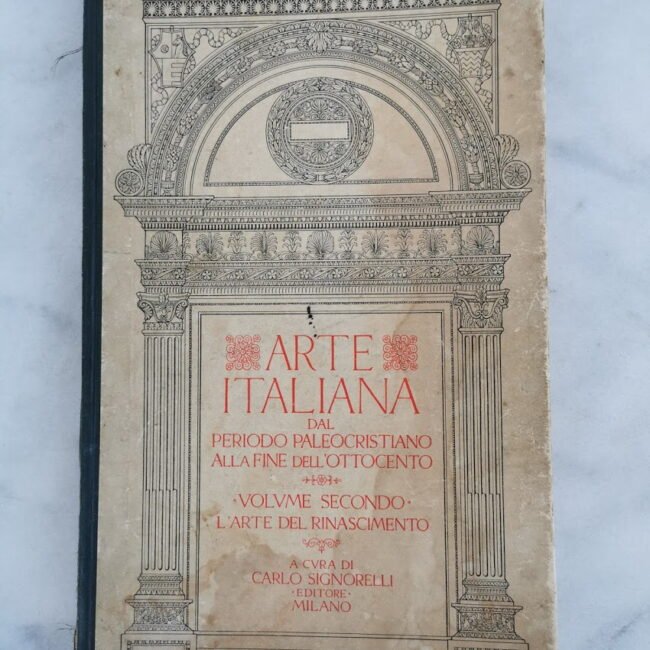 ARTE
ITALIANA
DAL
PERIODO PALEOCRISTIANO
ALLA FINE DELL'OTTOCENTO
·VOLVME SECONDO·
L'ARTE DEL RINASCIMENTO
A CVRA DI
CARLO SIGNORELLI
·EDITORE·
MILANO